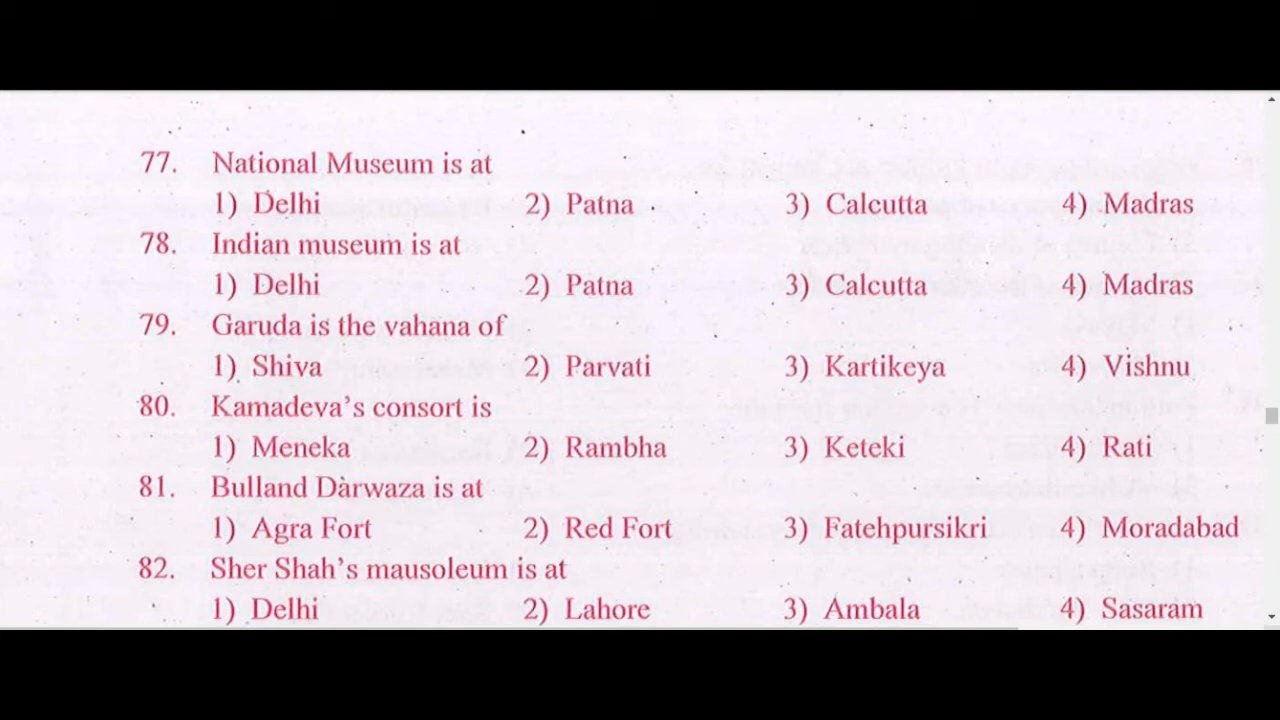 77. National Museum is at
1) Delhi 2) Patna 3) Calcutta 4) Madras
78. Indian museum is at
1) Delhi 2) Patna 3) Calcutta 4) Madras
79. Garuda is the vahana of
1) Shiva 2) Parvati 3) Kartikeya 4) Vishnu
80. Kamadeva's consort is
1) Meneka 2) Rambha 3) Keteki 4) Rati
81. Bulland Darwaza is at
1) Agra Fort 2) Red Fort 3) Fatehpursikri 4) Moradabad
82. Sher Shah's mausoleum is at
1) Delhi 2) Lahore 3) Ambala 4) Sasaram